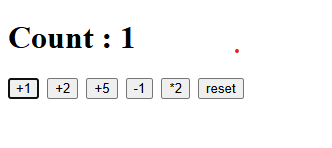 Count : 1
+1 +2 +5 -1 *2 reset